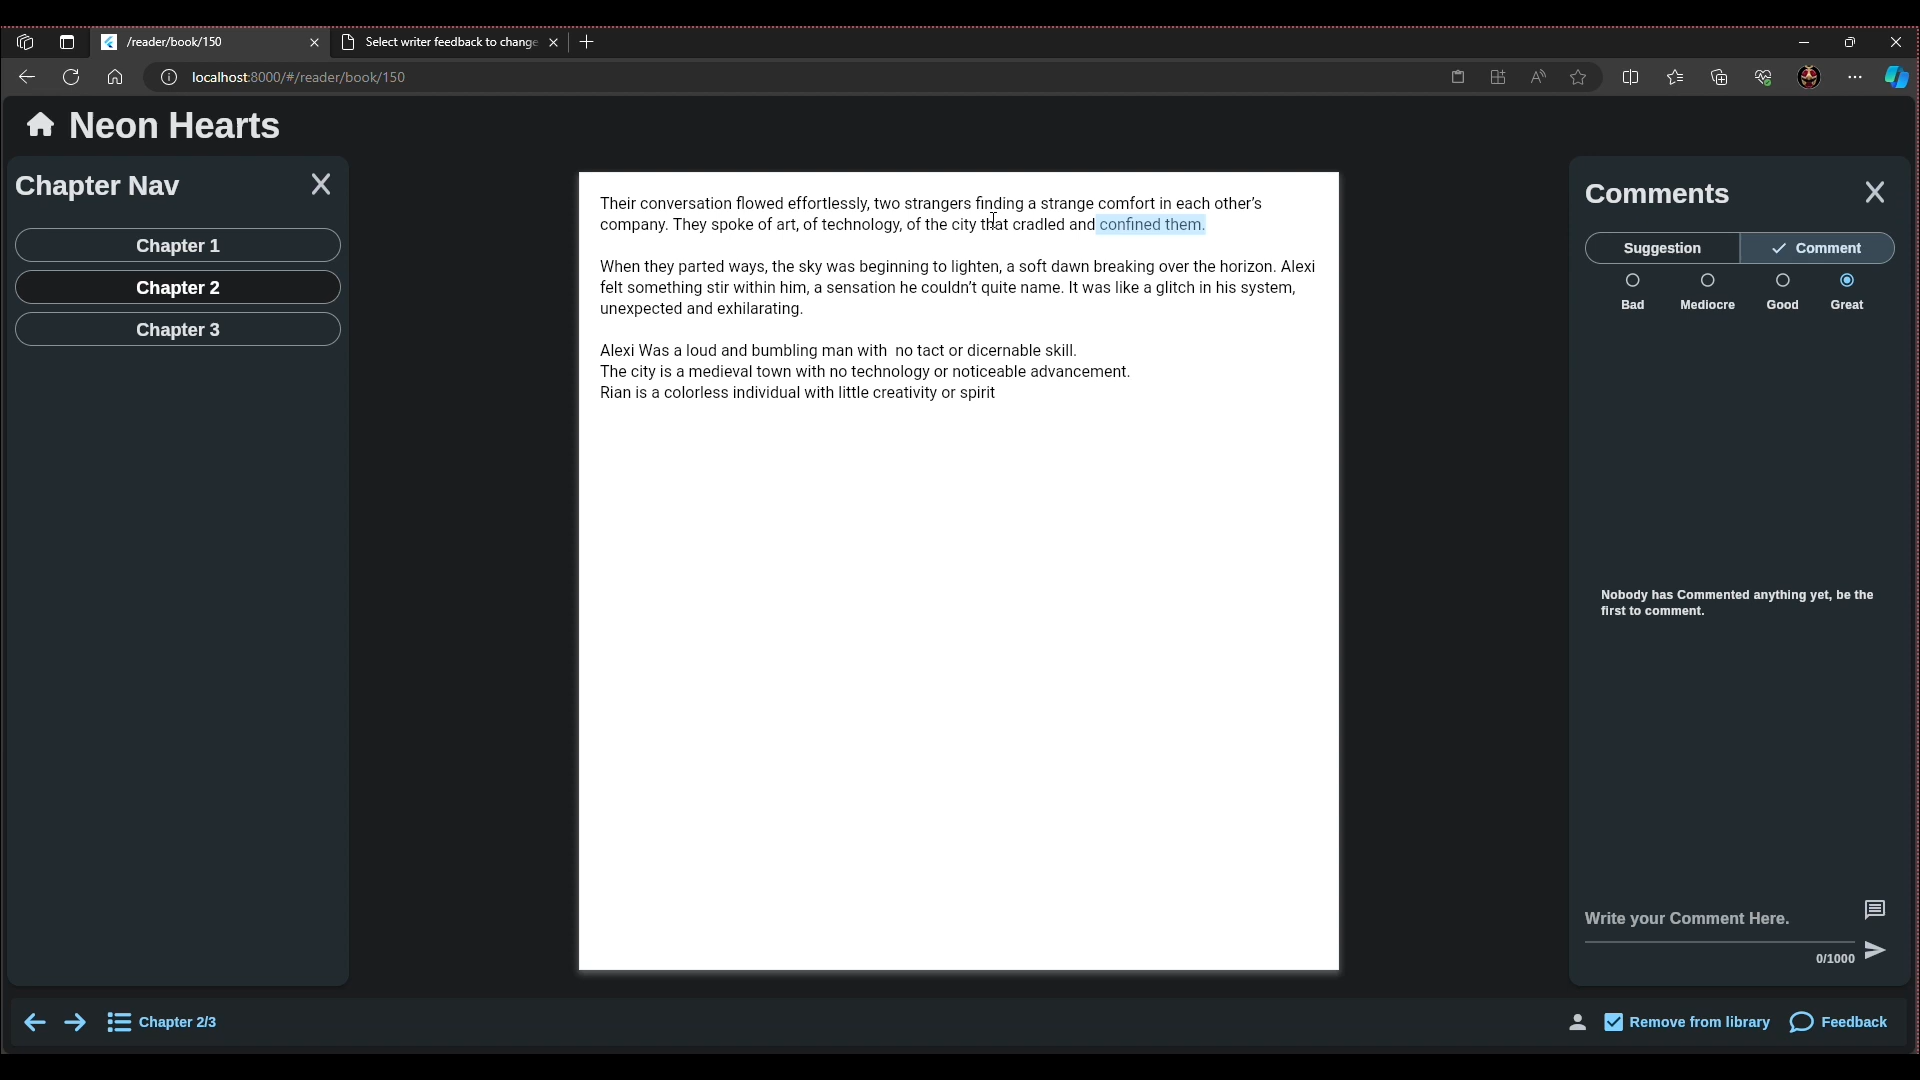 /reader/book/150
Select writer feedback to change
localhost:8000/#/reader/book/150
Neon Hearts
Chapter Nav
Chapter 1
Chapter 2
Chapter 3
Their conversation flowed effortlessly, two strangers finding a strange comfort in each other’s
company. They spoke of art, of technology, of the city that cradled and confined them.
When they parted ways, the sky was beginning to lighten, a soft dawn breaking over the horizon. Alexi
felt something stir within him, a sensation he couldn’t quite name. It was like a glitch in his system,
unexpected and exhilarating.
Alexi Was a loud and bumbling man with  no tact or dicernable skill.
The city is a medieval town with no technology or noticeable advancement.
Rian is a colorless individual with little creativity or spirit
Comments
Suggestion
Comment
Bad
Mediocre
Good
Great
Nobody has Commented anything yet, be the
first to comment.
Write your Comment Here.
0/1000
Chapter 2/3
Remove from library
Feedback